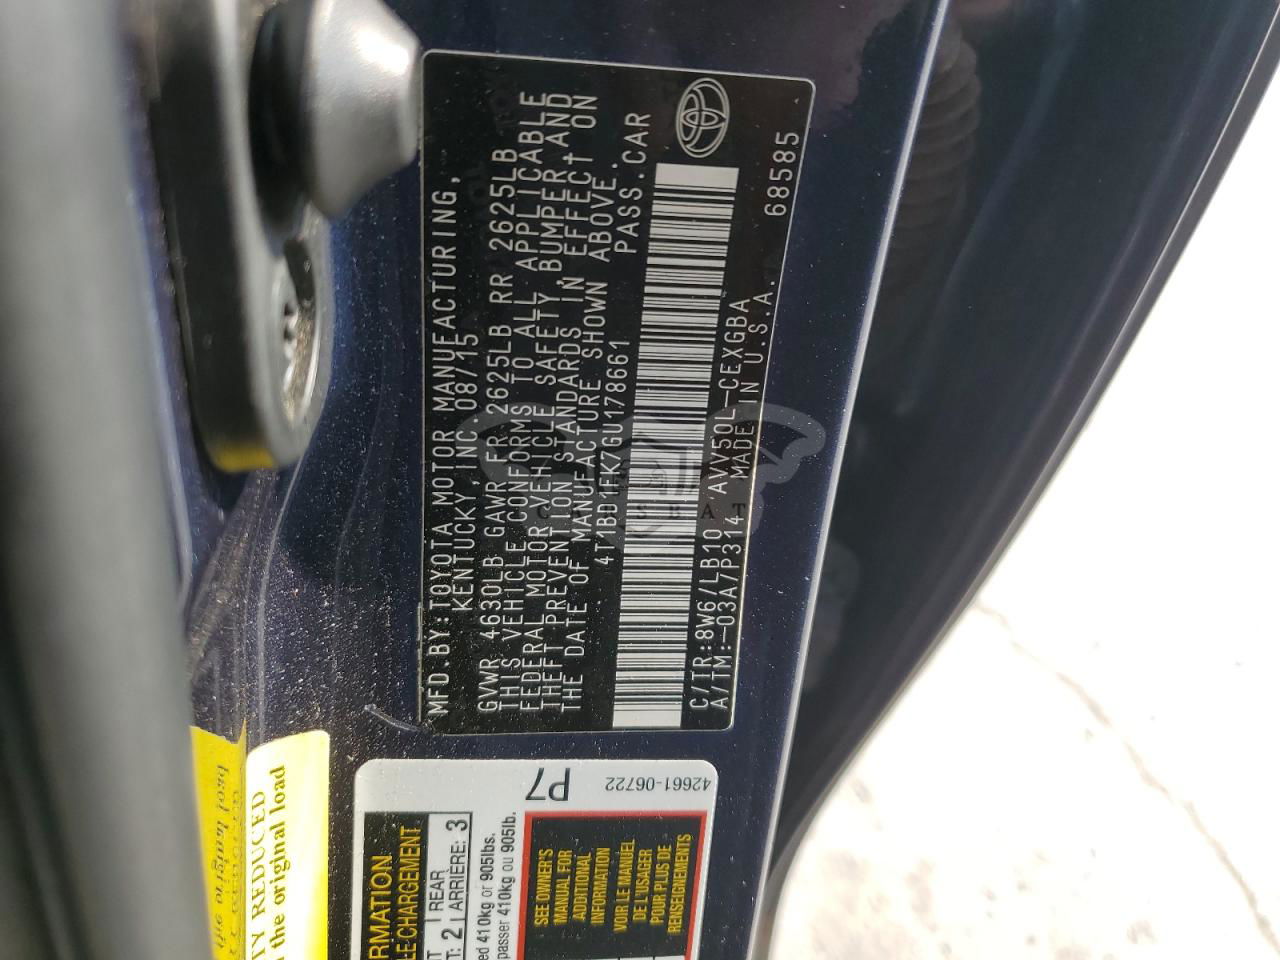 MFD.BY:TOYOTA MOTOR MANUFACTURING,
KENTUCKY,INC 08/15
GVWR 4630LB GAWR FR 2625LB RR 2625LB
THIS VEHICLE CONFORMS TO ALL APPLICABLE
FEDERAL MOTOR VEHICLE SAFETY,BUMPER,AND
THEFT PREVENTION STANDARDS IN EFFECT ON
THE DATE OF MANUFACTURE SHOWN ABOVE.
4T1BD1FK7GU178661 PASS.CAR
C/TR:8W6/LB10 AVV50L-CEXGBA
A/TM:-03A/P314 MADE IN U.S.A. 68585
P7
42661-06722
RMATION
LE CHARGEMENT
2 REAR
ARRIÈRE: 3
410kg or 905lbs.
passer 410kg ou 905lb.
SEE OWNER'S
MANUAL FOR
ADDITIONAL
INFORMATION
VOIR LE MANUEL
DE L'USAGER
POUR PLUS DE
RENSEIGNEMENTS
TY REDUCED
the original load